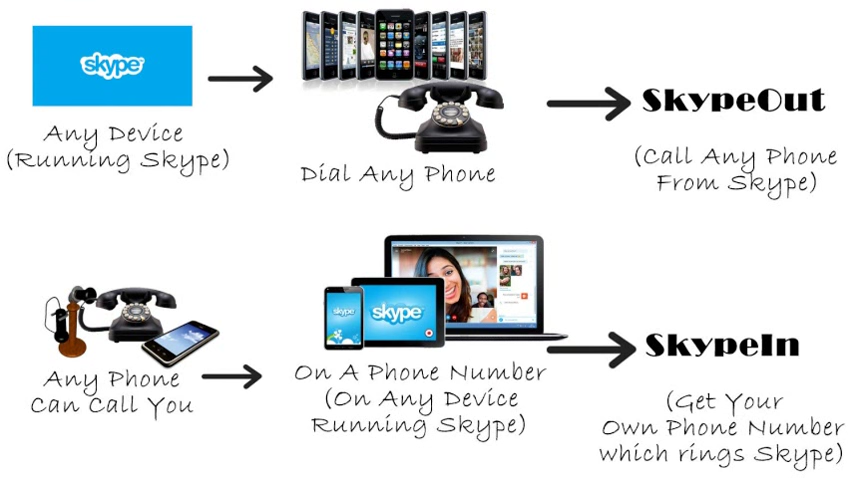 skype
Any Device
(Running Skype)
Dial Any Phone
SkypeOut
(Call Any Phone
From Skype)
Any Phone
Can Call You
skype
skype
On A Phone Number
(On Any Device
Running Skype)
SkypeIn
(Get Your
Own Phone Number
which rings Skype)